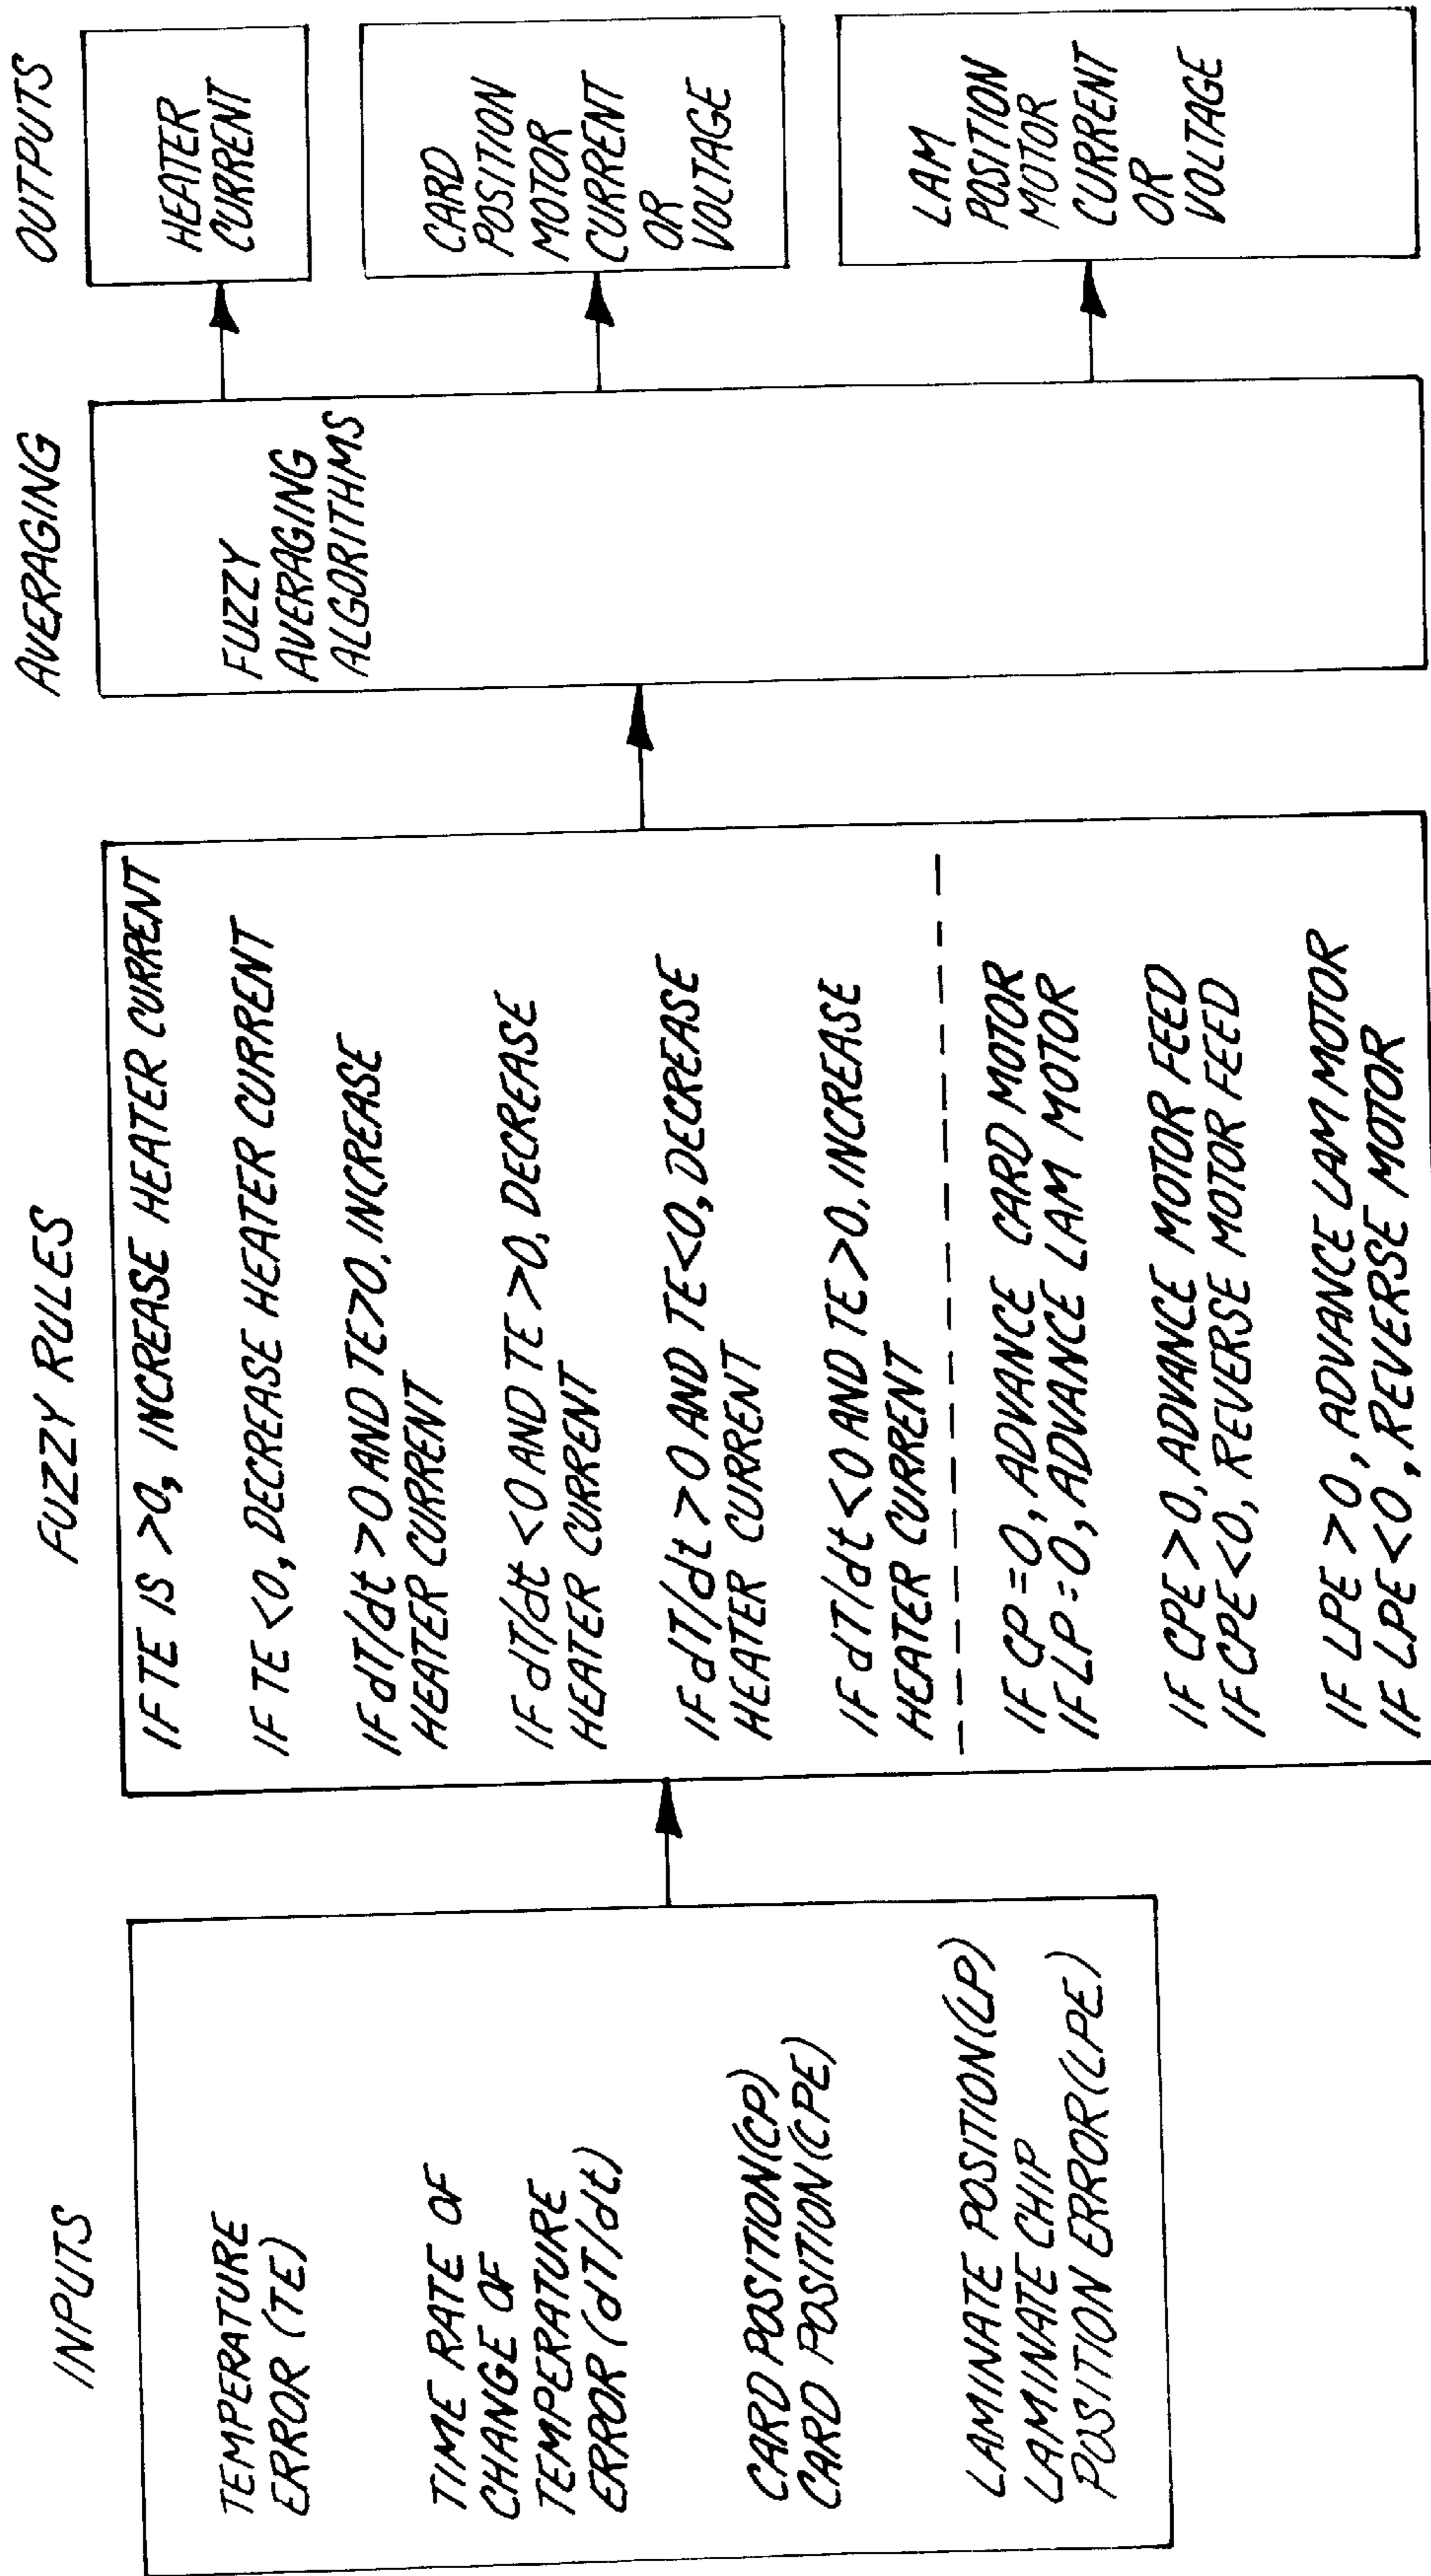 INPUTS
TEMPERATURE
ERROR (TE)
TIME RATE OF
CHANGE OF
TEMPERATURE
ERROR (dT/dt)
CARD POSITION (CP)
CARD POSITION (CPE)
LAMINATE POSITION (LP)
LAMINATE CHIP
POSITION ERROR (LPE)
FUZZY RULES
IF TE IS >0, INCREASE HEATER CURRENT
IF TE <0, DECREASE HEATER CURRENT
IF dT/dt >0 AND TE>0, INCREASE
HEATER CURRENT
IF dT/dt <0 AND TE >0, DECREASE
HEATER CURRENT
IF dT/dt >0 AND TE<0, DECREASE
HEATER CURRENT
IF dT/dt <0 AND TE >0, INCREASE
HEATER CURRENT
IF CP=0, ADVANCE CARD MOTOR
IF LP=0, ADVANCE LAM MOTOR
IF CPE >0, ADVANCE MOTOR FEED
IF CPE <0, REVERSE MOTOR FEED
IF LPE >0, ADVANCE LAM MOTOR
IF LPE <0, REVERSE MOTOR
AVERAGING
FUZZY
AVERAGING
ALGORITHMS
OUTPUTS
HEATER
CURRENT
CARD
POSITION
MOTOR
CURRENT
OR
VOLTAGE
LAM
POSITION
MOTOR
CURRENT
OR
VOLTAGE